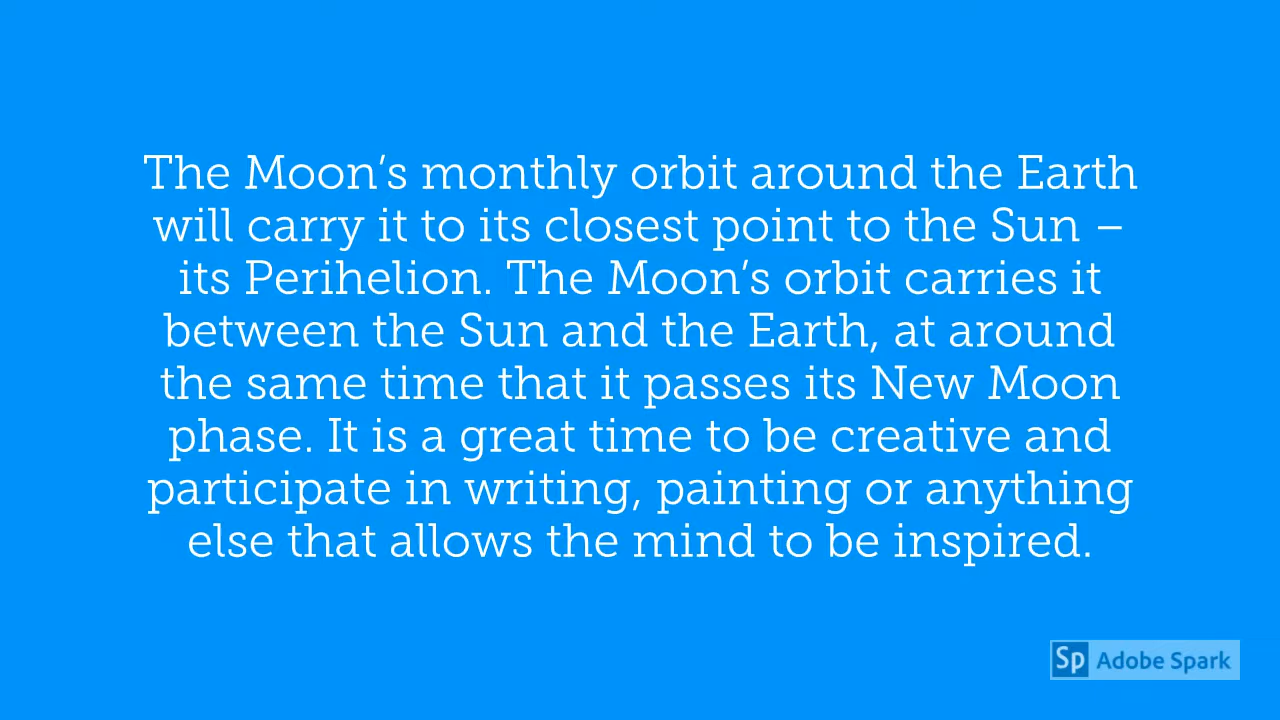 The Moon’s monthly orbit around the Earth
will carry it to its closest point to the Sun –
its Perihelion. The Moon’s orbit carries it
between the Sun and the Earth, at around
the same time that it passes its New Moon
phase. It is a great time to be creative and
participate in writing, painting or anything
else that allows the mind to be inspired.
Sp Adobe Spark